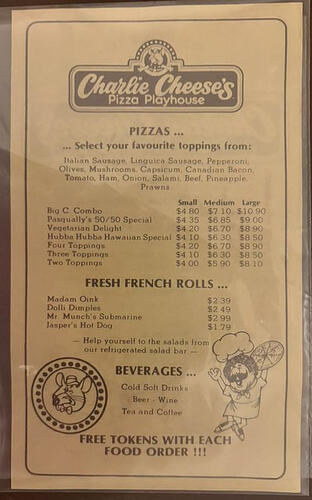 Charlie Cheese's
Pizza Playhouse
PIZZAS ...
... Select your favourite toppings from:
Italian Sausage, Linguica Sausage, Pepperoni,
Olives, Mushrooms, Capsicum, Canadian Bacon,
Tomato, Ham, Onion, Salami, Beef, Pineapple,
Prawns
Small Medium Large
Big C Combo $4.80 $7.10 $10.90
Pasqually's 50/50 Special $4.35 $6.85 $9.00
Vegetarian Delight $4.20 $6.70 $8.90
Hubba Hubba Hawaiian Special $4.10 $6.30 $8.50
Four Toppings $4.20 $6.70 $8.90
Three Toppings $4.10 $6.30 $8.50
Two Toppings $4.00 $5.90 $8.10
FRESH FRENCH ROLLS ...
Madam Oink $2.39
Dolli Dimples $2.49
Mr. Munch's Submarine $2.99
Jasper's Hot Dog $1.79
— Help yourself to the salads from
our refrigerated salad bar —
BEVERAGES ...
Cold Soft Drinks
Beer - Wine
Tea and Coffee
FREE TOKENS WITH EACH
FOOD ORDER !!!